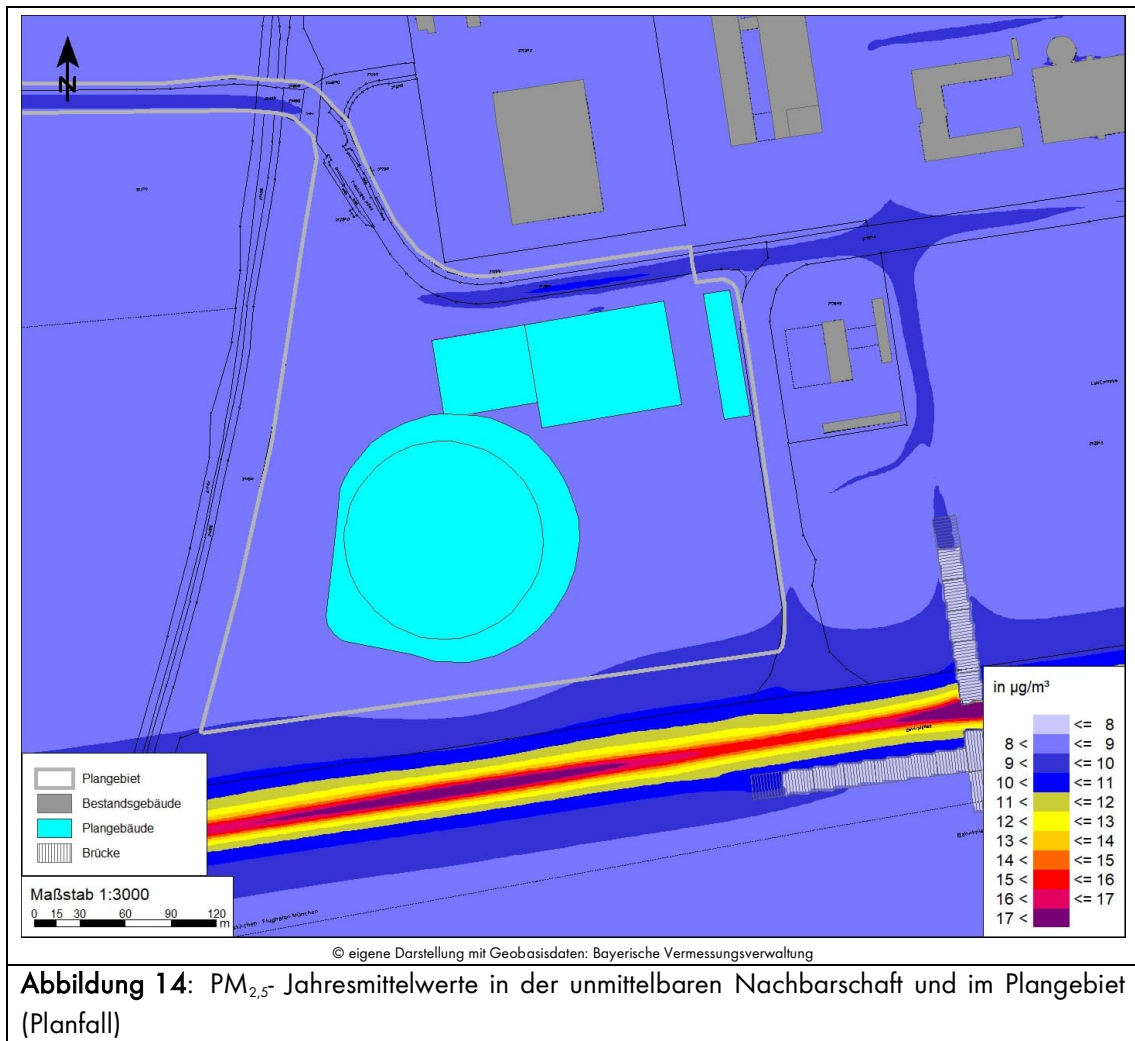 N
in µg/m³
<= 8
8 < <= 9
9 < <= 10
10 < <= 11
11 < <= 12
12 < <= 13
13 < <= 14
14 < <= 15
15 < <= 16
16 < <= 17
17 <
Plangebiet
Bestandsgebäude
Plangebäude
Brücke
Maßstab 1:3000
0 15 30 60 90 120
m
- Flughafen München
© eigene Darstellung mit Geobasisdaten: Bayerische Vermessungsverwaltung
Abbildung 14: PM2,5- Jahresmittelwerte in der unmittelbaren Nachbarschaft und im Plangebiet
(Planfall)